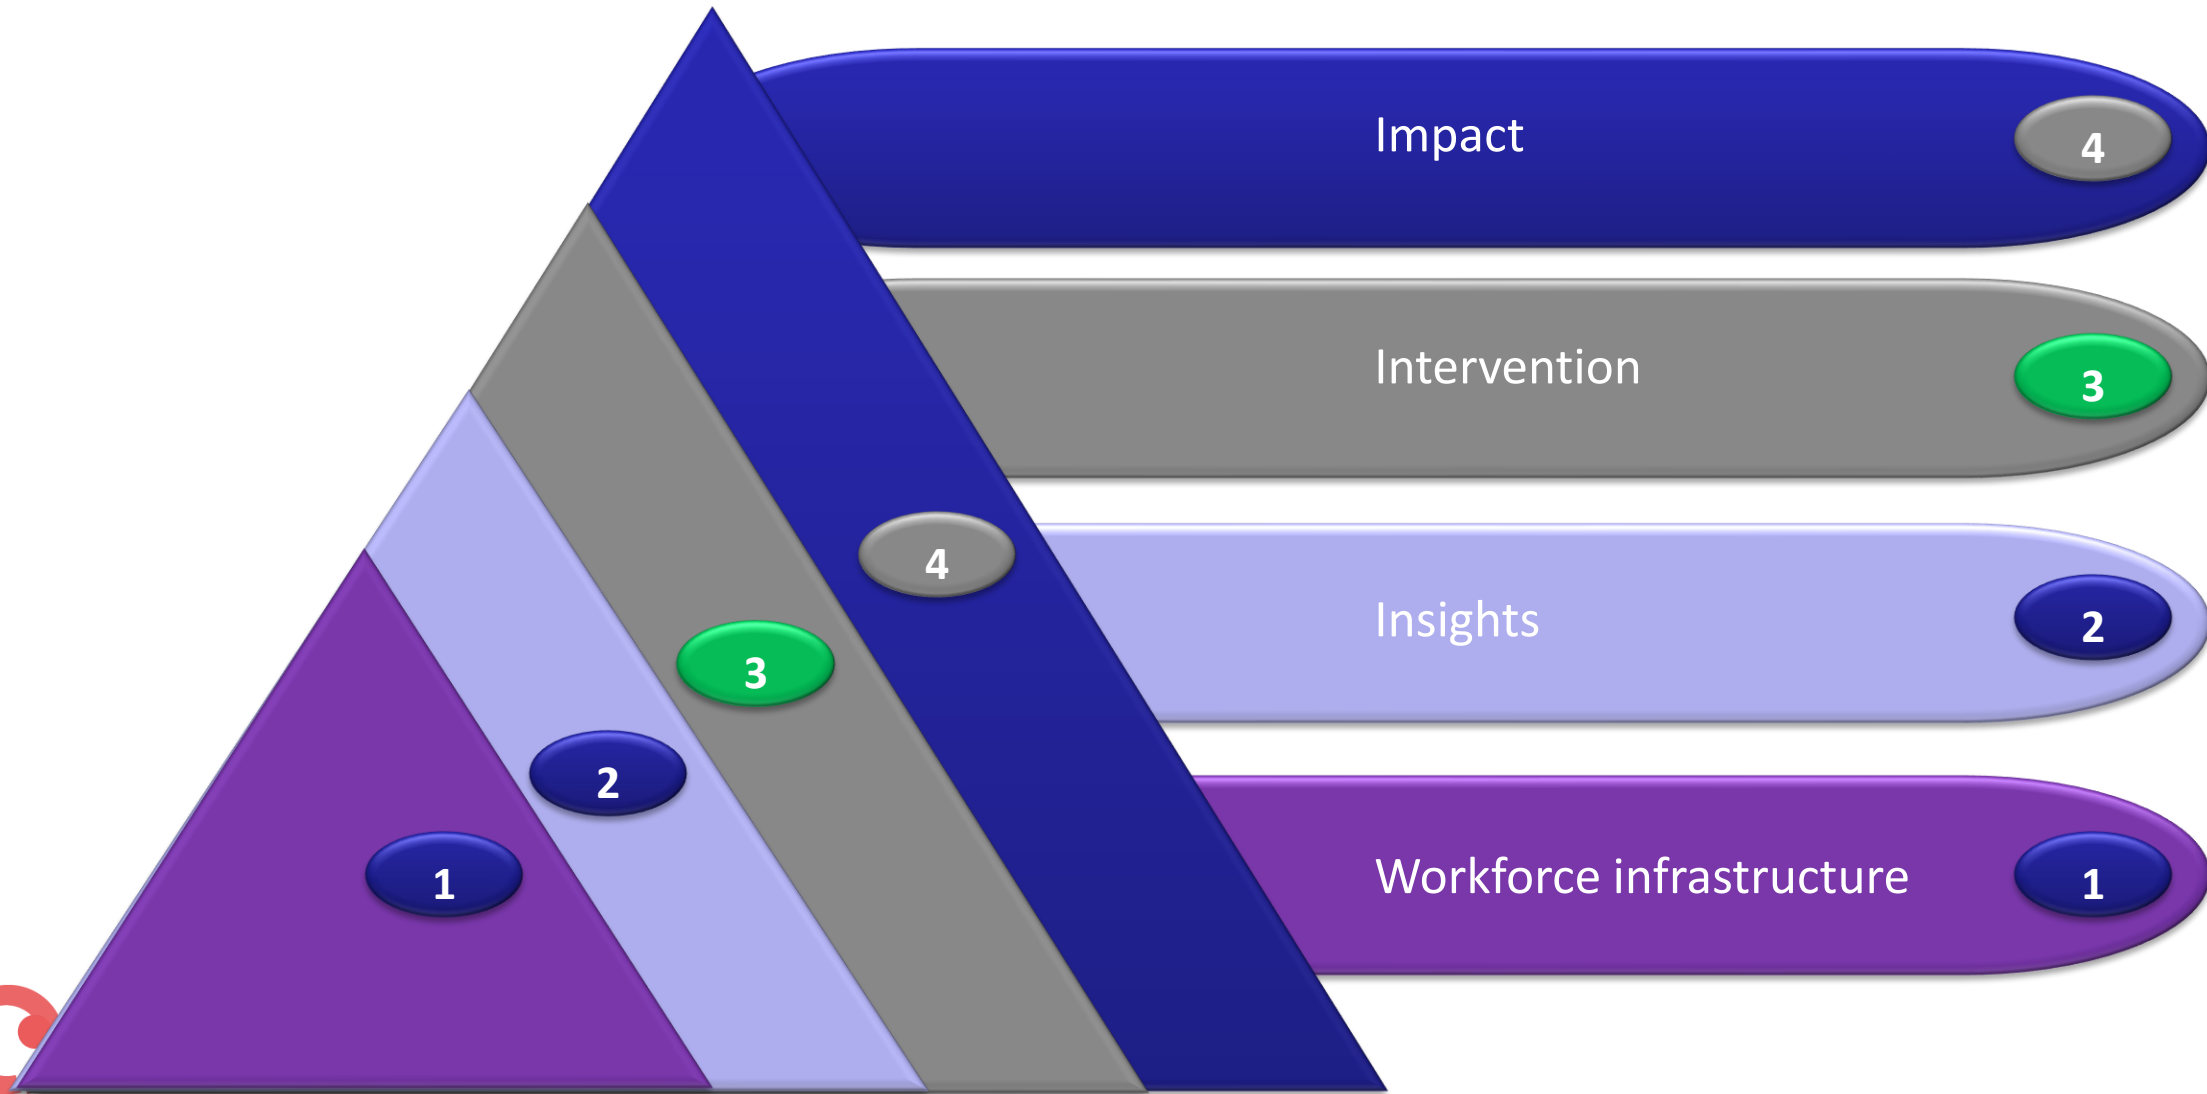 Impact
4
Intervention
3
4
Insights
2
3
2
Workforce infrastructure
1
1